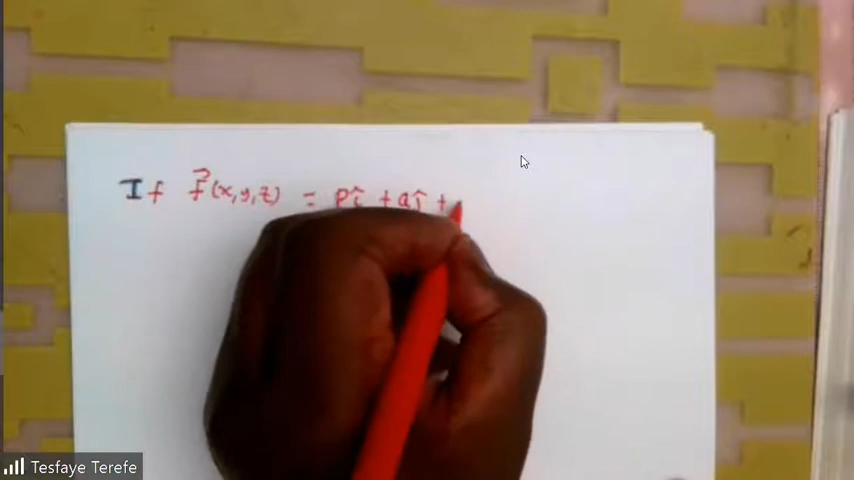 If f⃗(x,y,z) = Pî + Qĵ +
Tesfaye Terefe